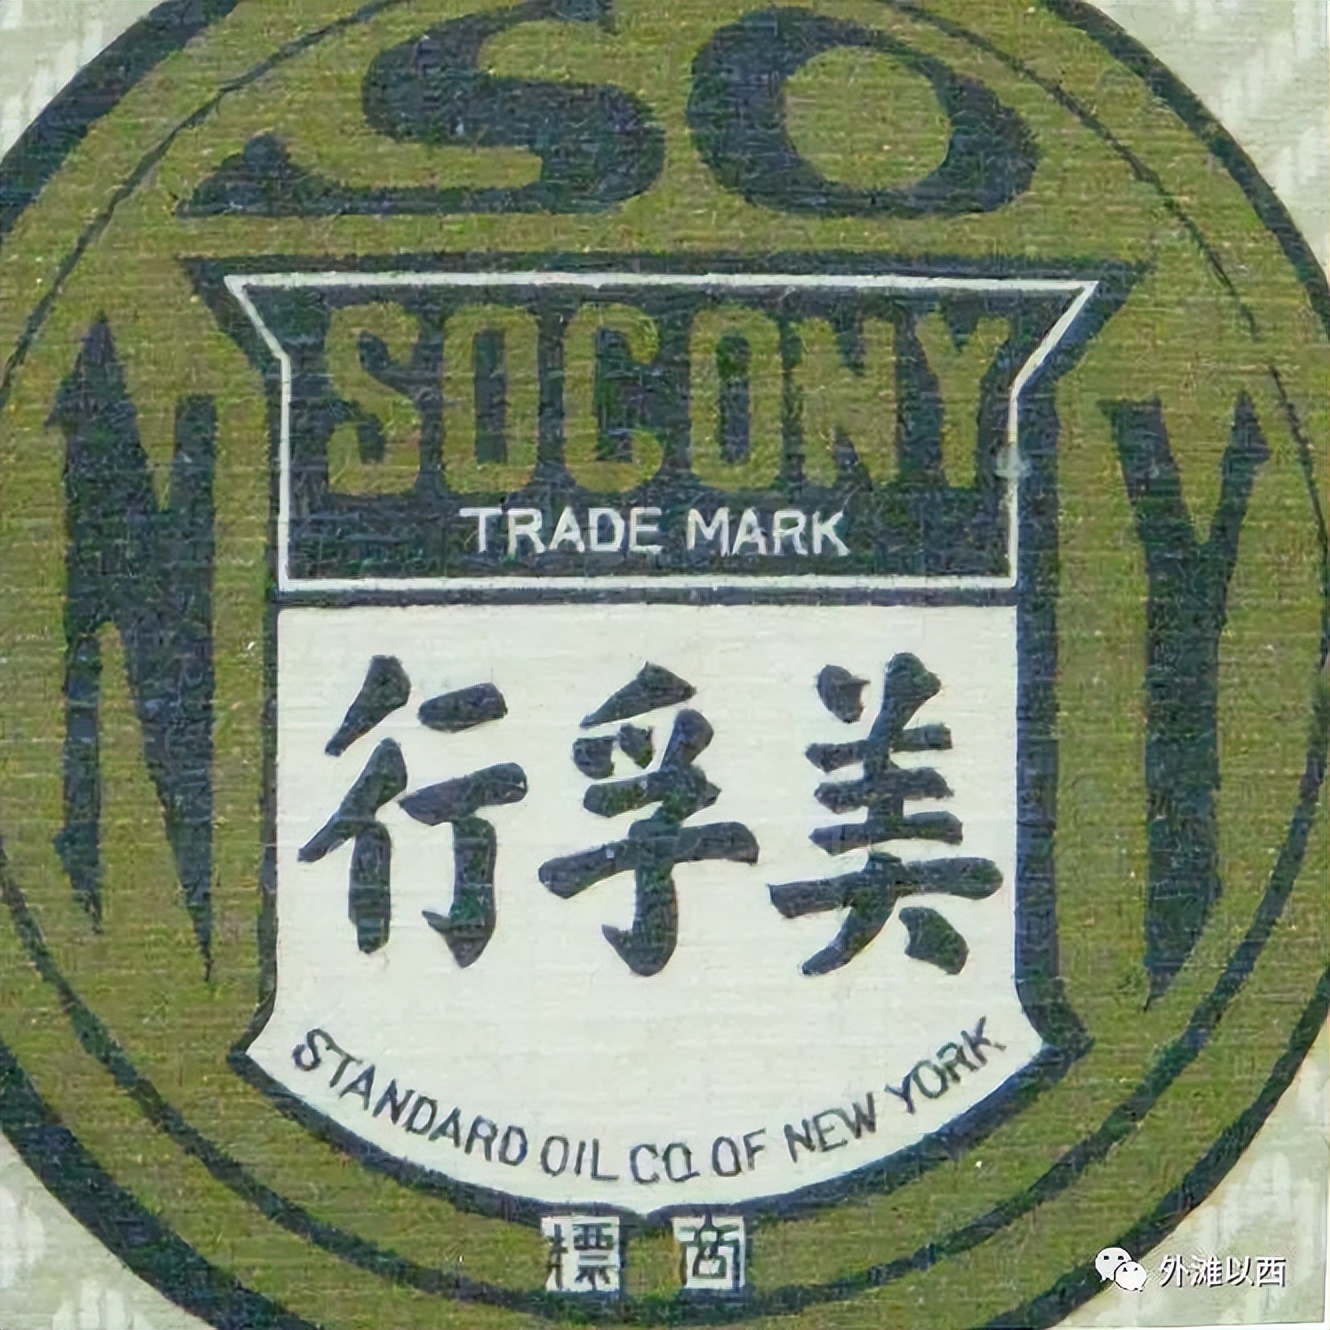 SO
N Y
SOCONY
TRADE MARK
美孚行
STANDARD OIL CO. OF NEW YORK
商標
外滩以西